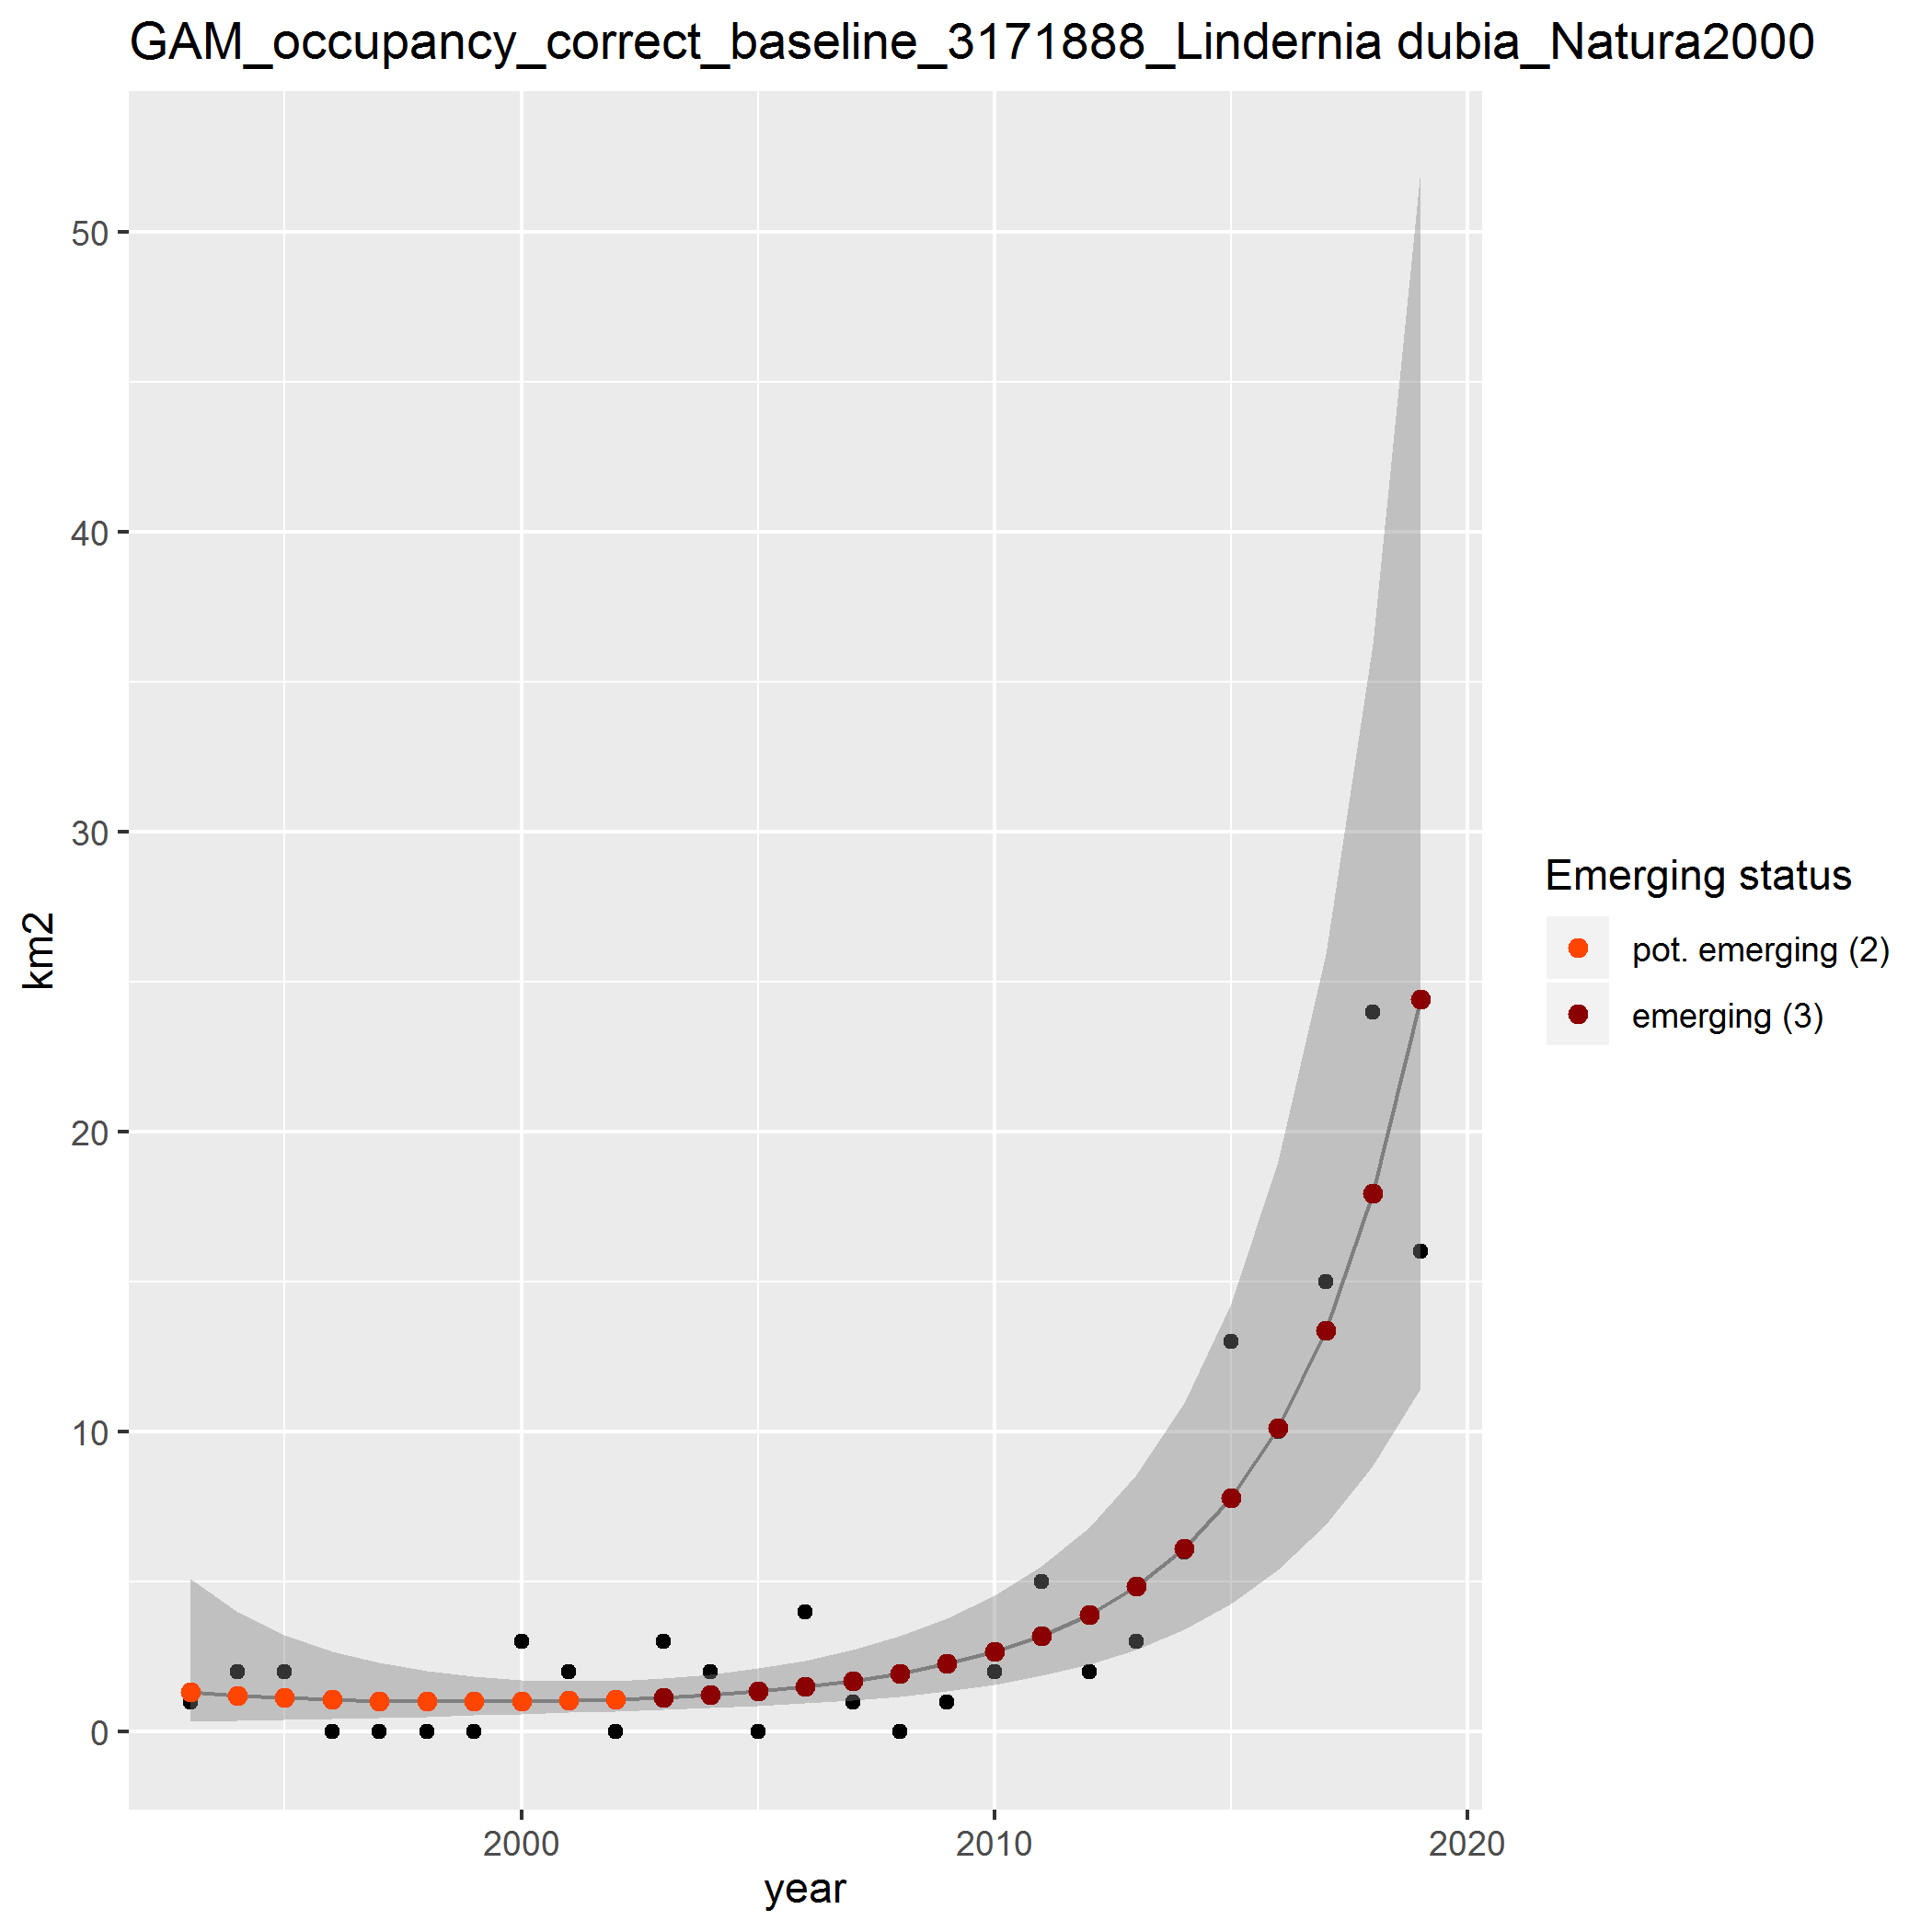 GAM_occupancy_correct_baseline_3171888_Lindernia dubia_Natura2000
50
40
30
20
10
0
km2
2000 2010 2020
year
Emerging status
pot. emerging (2)
emerging (3)